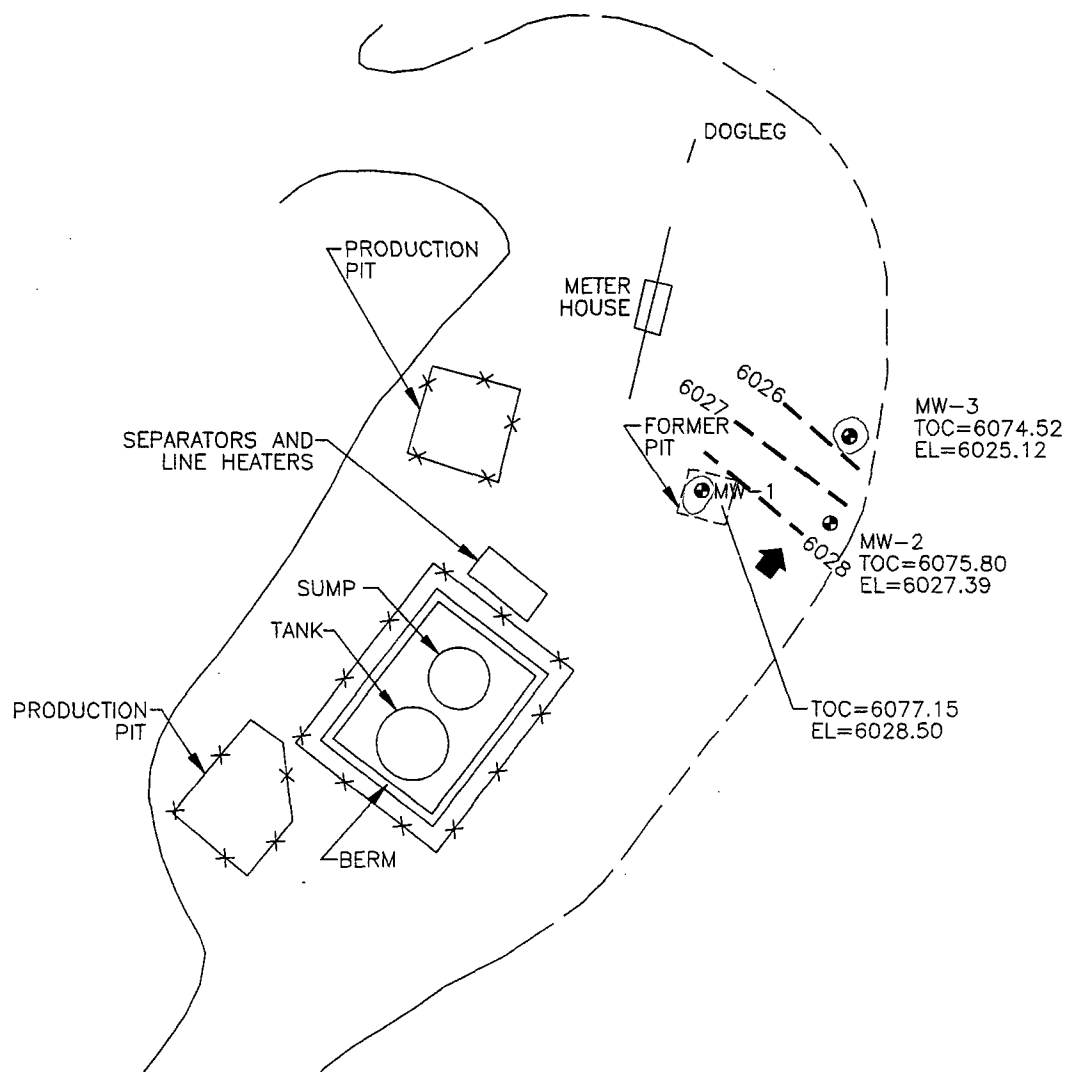 DOGLEG
PRODUCTION
PIT
METER
HOUSE
6026
6027
MW-3
TOC=6074.52
EL=6025.12
FORMER
PIT
SEPARATORS AND
LINE HEATERS
MW-1
6028
MW-2
TOC=6075.80
EL=6027.39
SUMP
TANK
PRODUCTION
PIT
TOC=6077.15
EL=6028.50
BERM